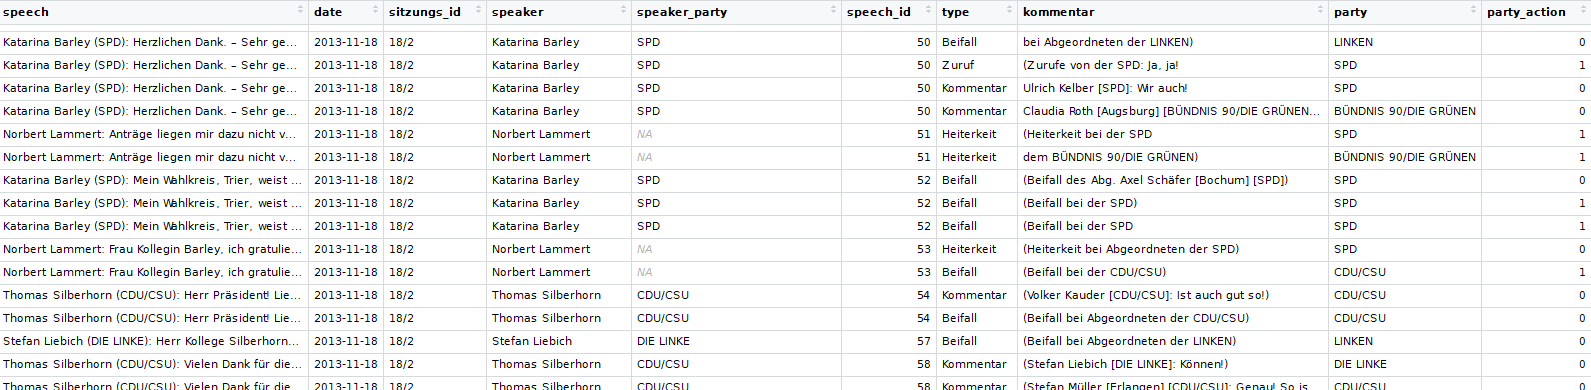 speech date sitzungs_id speaker speaker_party speech_id type kommentar party party_action
Katarina Barley (SPD): Herzlichen Dank. – Sehr ge... 2013-11-18 18/2 Katarina Barley SPD 50 Beifall bei Abgeordneten der LINKEN) LINKEN 0
Katarina Barley (SPD): Herzlichen Dank. – Sehr ge... 2013-11-18 18/2 Katarina Barley SPD 50 Zuruf (Zurufe von der SPD: Ja, ja! SPD 1
Katarina Barley (SPD): Herzlichen Dank. – Sehr ge... 2013-11-18 18/2 Katarina Barley SPD 50 Kommentar Ulrich Kelber [SPD]: Wir auch! SPD 0
Katarina Barley (SPD): Herzlichen Dank. – Sehr ge... 2013-11-18 18/2 Katarina Barley SPD 50 Kommentar Claudia Roth [Augsburg] [BÜNDNIS 90/DIE GRÜNEN... BÜNDNIS 90/DIE GRÜNEN 0
Norbert Lammert: Anträge liegen mir dazu nicht v... 2013-11-18 18/2 Norbert Lammert NA 51 Heiterkeit (Heiterkeit bei der SPD SPD 1
Norbert Lammert: Anträge liegen mir dazu nicht v... 2013-11-18 18/2 Norbert Lammert NA 51 Heiterkeit dem BÜNDNIS 90/DIE GRÜNEN) BÜNDNIS 90/DIE GRÜNEN 1
Katarina Barley (SPD): Mein Wahlkreis, Trier, weist ... 2013-11-18 18/2 Katarina Barley SPD 52 Beifall (Beifall des Abg. Axel Schäfer [Bochum] [SPD]) SPD 0
Katarina Barley (SPD): Mein Wahlkreis, Trier, weist ... 2013-11-18 18/2 Katarina Barley SPD 52 Beifall (Beifall bei der SPD) SPD 1
Katarina Barley (SPD): Mein Wahlkreis, Trier, weist ... 2013-11-18 18/2 Katarina Barley SPD 52 Beifall (Beifall bei der SPD SPD 1
Norbert Lammert: Frau Kollegin Barley, ich gratulie... 2013-11-18 18/2 Norbert Lammert NA 53 Heiterkeit (Heiterkeit bei Abgeordneten der SPD) SPD 0
Norbert Lammert: Frau Kollegin Barley, ich gratulie... 2013-11-18 18/2 Norbert Lammert NA 53 Beifall (Beifall bei der CDU/CSU) CDU/CSU 1
Thomas Silberhorn (CDU/CSU): Herr Präsident! Lie... 2013-11-18 18/2 Thomas Silberhorn CDU/CSU 54 Kommentar (Volker Kauder [CDU/CSU]: Ist auch gut so!) CDU/CSU 0
Thomas Silberhorn (CDU/CSU): Herr Präsident! Lie... 2013-11-18 18/2 Thomas Silberhorn CDU/CSU 54 Beifall (Beifall bei Abgeordneten der CDU/CSU) CDU/CSU 0
Stefan Liebich (DIE LINKE): Herr Kollege Silberhorn... 2013-11-18 18/2 Stefan Liebich DIE LINKE 57 Beifall (Beifall bei Abgeordneten der LINKEN) LINKEN 0
Thomas Silberhorn (CDU/CSU): Vielen Dank für die... 2013-11-18 18/2 Thomas Silberhorn CDU/CSU 58 Kommentar (Stefan Liebich [DIE LINKE]: Können!) DIE LINKE 0
Thomas Silberhorn (CDU/CSU): Vielen Dank für die... 2013-11-18 18/2 Thomas Silberhorn CDU/CSU 58 Kommentar (Stefan Müller [Erlangen] [CDU/CSU]: Genau! So is CDU/CSU 0